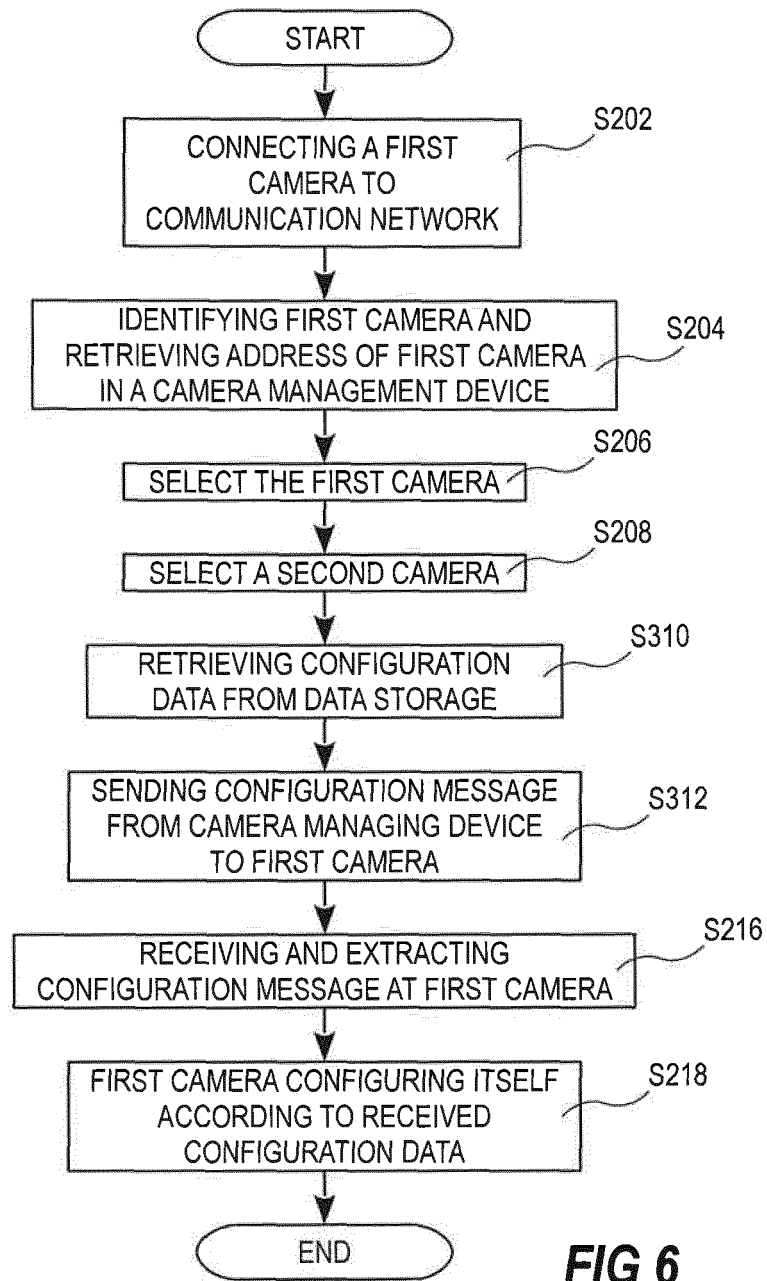 START
S202
CONNECTING A FIRST
CAMERA TO
COMMUNICATION NETWORK
IDENTIFYING FIRST CAMERA AND
RETRIEVING ADDRESS OF FIRST CAMERA
IN A CAMERA MANAGEMENT DEVICE
S204
S206
SELECT THE FIRST CAMERA
S208
SELECT A SECOND CAMERA
S310
RETRIEVING CONFIGURATION
DATA FROM DATA STORAGE
SENDING CONFIGURATION MESSAGE
FROM CAMERA MANAGING DEVICE
TO FIRST CAMERA
S312
S216
RECEIVING AND EXTRACTING
CONFIGURATION MESSAGE AT FIRST CAMERA
FIRST CAMERA CONFIGURING ITSELF
ACCORDING TO RECEIVED
CONFIGURATION DATA
S218
END
FIG 6